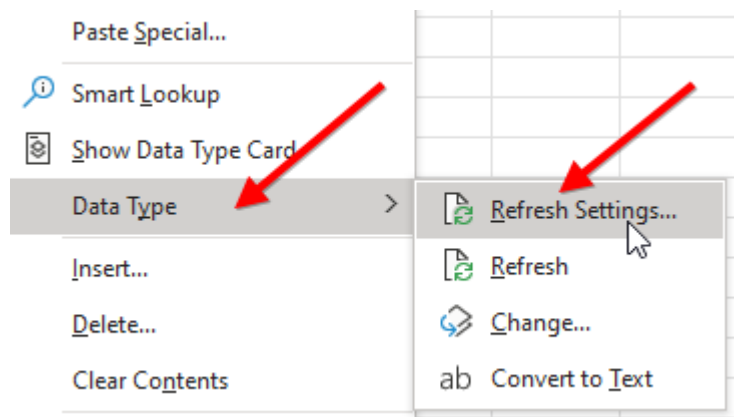 Paste Special...
Smart Lookup
Show Data Type Card
Data Type
Refresh Settings...
Refresh
Change...
ab Convert to Text
Insert...
Delete...
Clear Contents